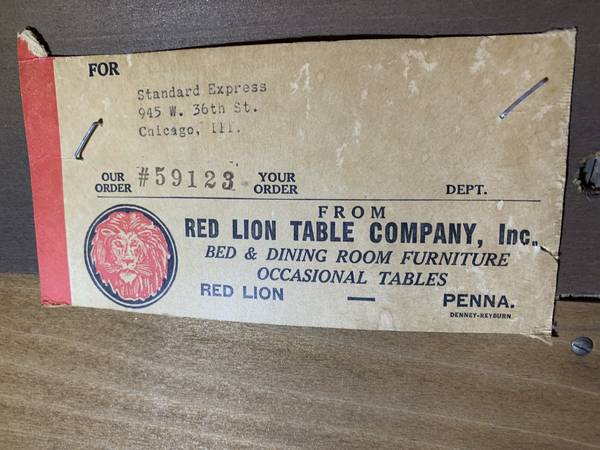 FOR
Standard Express
945 W. 36th St.
Chicago, Ill.
OUR ORDER #59123 YOUR ORDER DEPT.
FROM
RED LION TABLE COMPANY, Inc.
BED & DINING ROOM FURNITURE
OCCASIONAL TABLES
RED LION — PENNA.
DENNEY-REYBURN